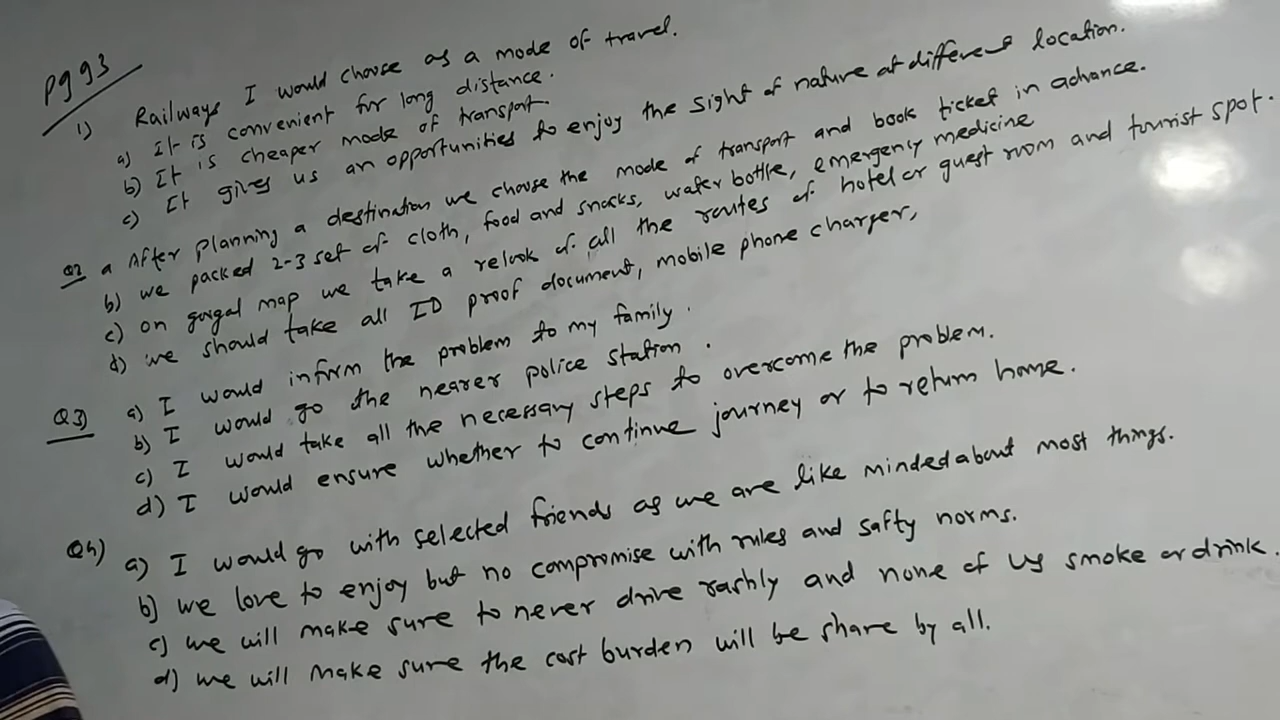 Pg 93
1) Railways I would choose as a mode of travel.
a) It is convenient for long distance.
b) It is cheaper mode of transport.
c) It gives us an opportunities to enjoy the sight of nature at different location.
Q2 a After planning a destination we choose the mode of transport and book ticket in advance.
b) we packed 2-3 set of cloth, food and snacks, water bottle, emergency medicine
c) on gorgal map we take a relook of all the routes of hotel or guest room and tourist spot.
d) we should take all ID proof document, mobile phone charger,
Q3) a) I would inform the problem to my family.
b) I would go the nearer police station.
c) I would take all the necessary steps to overcome the problem.
d) I would ensure whether to continue journey or to return home.
Q4) a) I would go with selected friends as we are like minded about most things.
b) we love to enjoy but no compromise with rules and safty norms.
c) we will make sure to never drive rashly and none of us smoke or drink.
d) we will make sure the cost burden will be share by all.